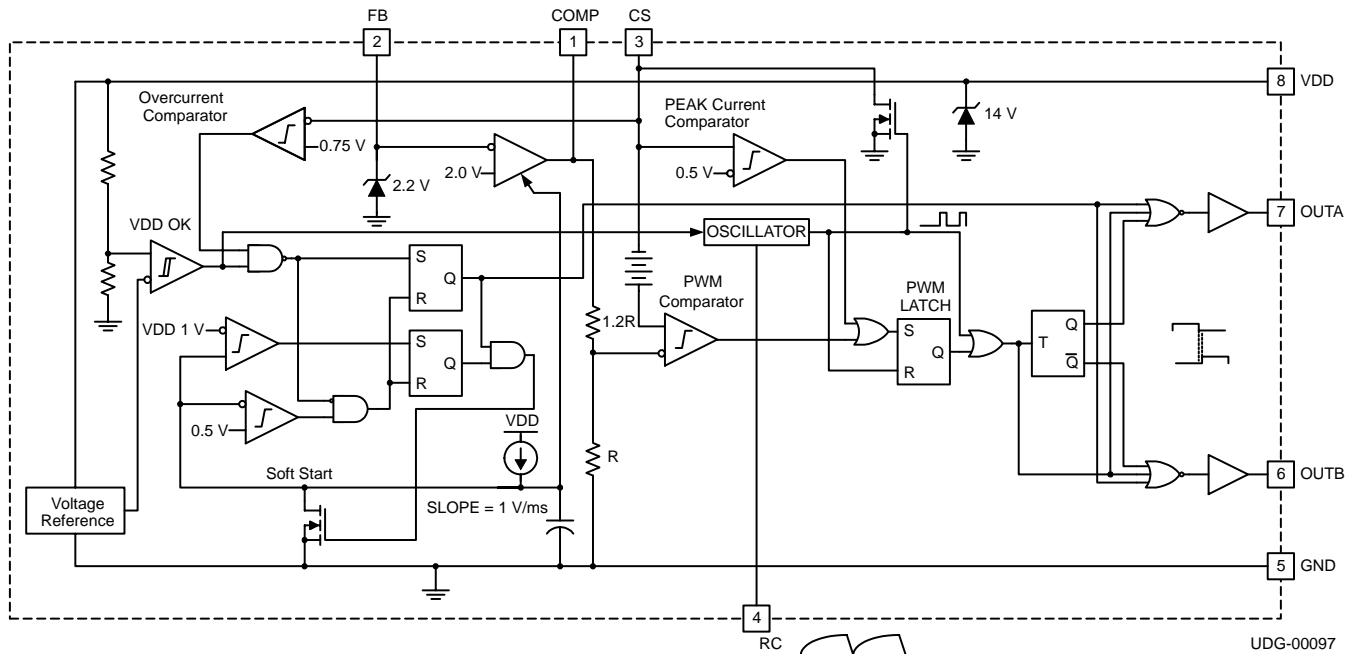 FB
COMP
CS
2
1
3
8
VDD
Overcurrent
Comparator
PEAK Current
Comparator
14 V
0.75 V
2.0 V
0.5 V
2.2 V
VDD OK
OSCILLATOR
7
OUTA
S
Q
R
PWM
Comparator
PWM
LATCH
1.2R
VDD 1 V
S
Q
R
S
Q
R
T
Q
Q̅
0.5 V
VDD
Soft Start
R
6
OUTB
Voltage
Reference
SLOPE = 1 V/ms
5
GND
4
RC
UDG-00097